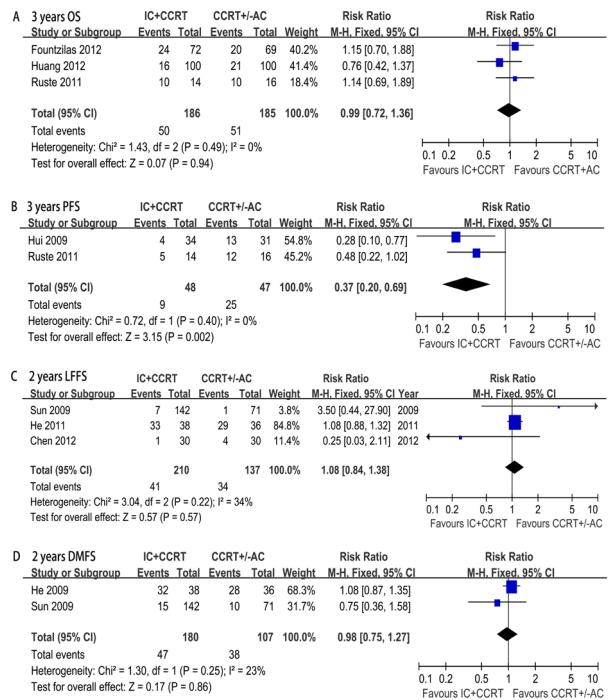 A 3 years OS IC+CCRT CCRT+/-AC Risk Ratio Risk Ratio
Study or Subgroup Events Total Events Total Weight M-H, Fixed, 95% CI M-H, Fixed, 95% CI
Fountzilas 2012 24 72 20 69 40.2% 1.15 [0.70, 1.88]
Huang 2012 16 100 21 100 41.4% 0.76 [0.42, 1.37]
Ruste 2011 10 14 10 16 18.4% 1.14 [0.69, 1.89]
Total (95% CI) 186 185 100.0% 0.99 [0.72, 1.36]
Total events 50 51
Heterogeneity: Chi² = 1.43, df = 2 (P = 0.49); I² = 0%
Test for overall effect: Z = 0.07 (P = 0.94)
0.1 0.2 0.5 1 2 5 10
Favours IC+CCRT Favours CCRT+AC
B 3 years PFS IC+CCRT CCRT+/-AC Risk Ratio Risk Ratio
Study or Subgroup Events Total Events Total Weight M-H, Fixed, 95% CI M-H, Fixed, 95% CI
Hui 2009 4 34 13 31 54.8% 0.28 [0.10, 0.77]
Ruste 2011 5 14 12 16 45.2% 0.48 [0.22, 1.02]
Total (95% CI) 48 47 100.0% 0.37 [0.20, 0.69]
Total events 9 25
Heterogeneity: Chi² = 0.72, df = 1 (P = 0.40); I² = 0%
Test for overall effect: Z = 3.15 (P = 0.002)
0.1 0.2 0.5 1 2 5 10
Favours IC+CCRT Favours CCRT+/-AC
C 2 years LFFS IC+CCRT CCRT+/-AC Risk Ratio Risk Ratio
Study or Subgroup Events Total Events Total Weight M-H, Fixed, 95% CI Year M-H, Fixed, 95% CI
Sun 2009 7 142 1 71 3.8% 3.50 [0.44, 27.90] 2009
He 2011 33 38 29 36 84.8% 1.08 [0.88, 1.32] 2011
Chen 2012 1 30 4 30 11.4% 0.25 [0.03, 2.11] 2012
Total (95% CI) 210 137 100.0% 1.08 [0.84, 1.38]
Total events 41 34
Heterogeneity: Chi² = 3.04, df = 2 (P = 0.22); I² = 34%
Test for overall effect: Z = 0.57 (P = 0.57)
0.1 0.2 0.5 1 2 5 10
Favours IC+CCRT Favours CCRT+/-AC
D 2 years DMFS IC+CCRT CCRT+/-AC Risk Ratio Risk Ratio
Study or Subgroup Events Total Events Total Weight M-H, Fixed, 95% CI M-H, Fixed, 95% CI
He 2009 32 38 28 36 68.3% 1.08 [0.87, 1.35]
Sun 2009 15 142 10 71 31.7% 0.75 [0.36, 1.58]
Total (95% CI) 180 107 100.0% 0.98 [0.75, 1.27]
Total events 47 38
Heterogeneity: Chi² = 1.30, df = 1 (P = 0.25); I² = 23%
Test for overall effect: Z = 0.17 (P = 0.86)
0.1 0.2 0.5 1 2 5 10
Favours IC+CCRT Favours CCRT+/-AC